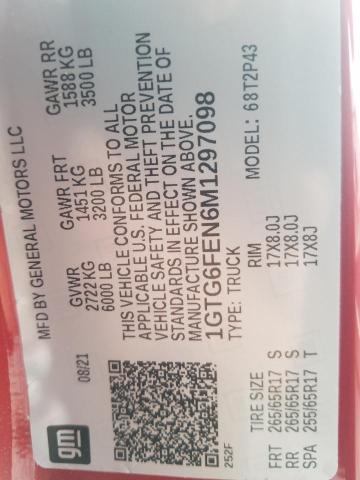 MFD BY GENERAL MOTORS LLC
08/21
GVWR GAWR FRT GAWR RR
2722 KG 1451 KG 1588 KG
6000 LB 3200 LB 3500 LB
THIS VEHICLE CONFORMS TO ALL
APPLICABLE U.S. FEDERAL MOTOR
VEHICLE SAFETY AND THEFT PREVENTION
STANDARDS IN EFFECT ON THE DATE OF
MANUFACTURE SHOWN ABOVE.
1GTG6FEN6M1297098
TYPE: TRUCK MODEL: 68T2P43
gm
252F
TIRE SIZE RIM
FRT 265/65R17 S 17X8.0J
RR 265/65R17 S 17X8.0J
SPA 255/65R17 T 17X8J